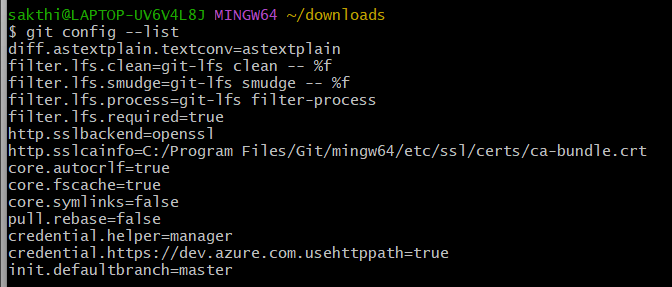 sakthi@LAPTOP-UV6V4L8J MINGW64 ~/downloads
$ git config --list
diff.astextplain.textconv=astextplain
filter.lfs.clean=git-lfs clean -- %f
filter.lfs.smudge=git-lfs smudge -- %f
filter.lfs.process=git-lfs filter-process
filter.lfs.required=true
http.sslbackend=openssl
http.sslcainfo=C:/Program Files/Git/mingw64/etc/ssl/certs/ca-bundle.crt
core.autocrlf=true
core.fscache=true
core.symlinks=false
pull.rebase=false
credential.helper=manager
credential.https://dev.azure.com.usehttppath=true
init.defaultbranch=master